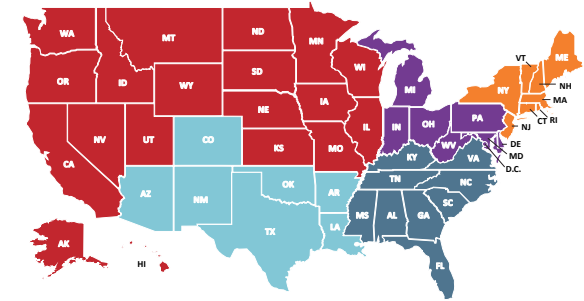 WA
MT
ND
MN
OR
ID
WY
SD
WI
MI
NY
VT
ME
NH
MA
CT
RI
NJ
PA
DE
MD
D.C.
NV
UT
CO
NE
IA
IL
IN
OH
WV
VA
CA
KS
MO
KY
AZ
NM
OK
AR
TN
NC
SC
TX
LA
MS
AL
GA
FL
AK
HI